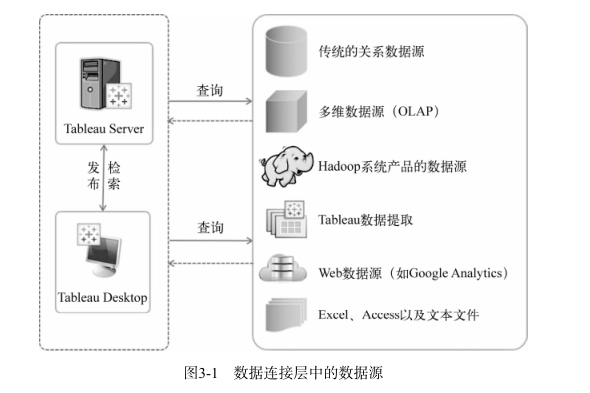 Tableau Server
发布
检索
Tableau Desktop
查询
查询
传统的关系数据源
多维数据源（OLAP）
Hadoop系统产品的数据源
Tableau数据提取
Web数据源（如Google Analytics）
Excel、Access以及文本文件
图3-1 数据连接层中的数据源